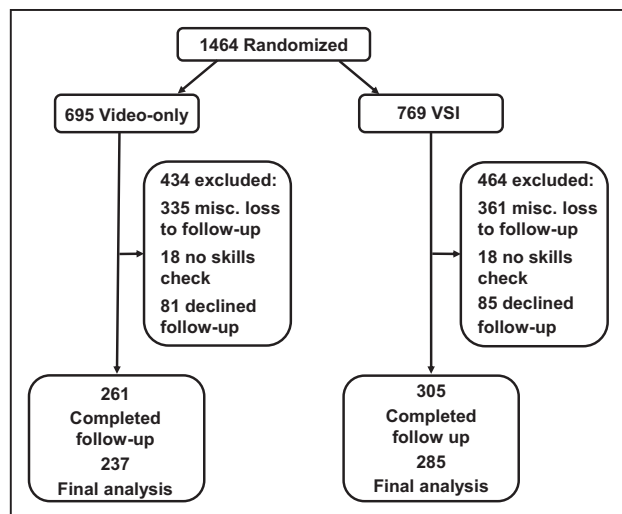 1464 Randomized
695 Video-only
769 VSI
434 excluded:
335 misc. loss
to follow-up
18 no skills
check
81 declined
follow-up
464 excluded:
361 misc. loss
to follow-up
18 no skills
check
85 declined
follow-up
261
Completed
follow-up
237
Final analysis
305
Completed
follow up
285
Final analysis